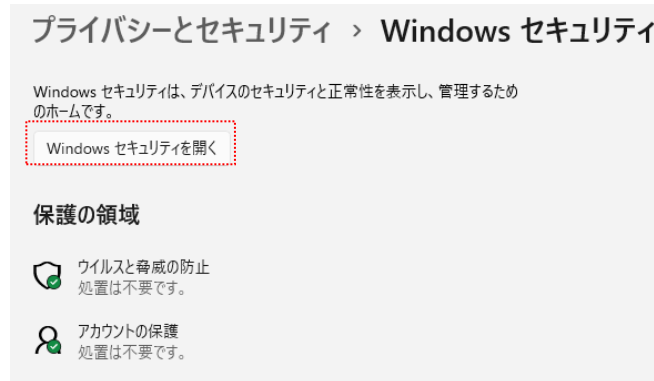 プライバシーとセキュリティ › Windows セキュリティ
Windows セキュリティは、デバイスのセキュリティと正常性を表示し、管理するため
のホームです。
Windows セキュリティを開く
保護の領域
ウイルスと脅威の防止
処置は不要です。
アカウントの保護
処置は不要です。